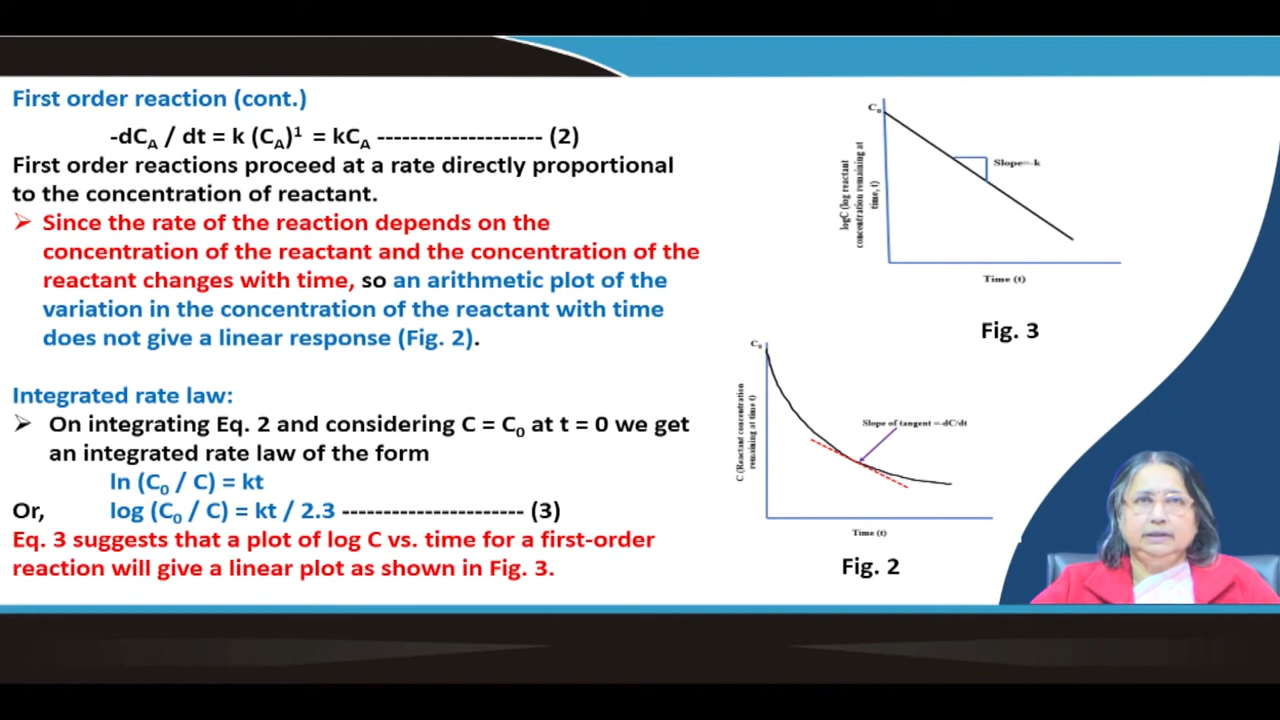 First order reaction (cont.)
-dCA / dt = k (CA)¹ = kCA -------------------- (2)
First order reactions proceed at a rate directly proportional
to the concentration of reactant.
➢ Since the rate of the reaction depends on the
concentration of the reactant and the concentration of the
reactant changes with time, so an arithmetic plot of the
variation in the concentration of the reactant with time
does not give a linear response (Fig. 2).
Integrated rate law:
➢ On integrating Eq. 2 and considering C = C₀ at t = 0 we get
an integrated rate law of the form
ln (C₀ / C) = kt
Or, log (C₀ / C) = kt / 2.3 ---------------------- (3)
Eq. 3 suggests that a plot of log C vs. time for a first-order
reaction will give a linear plot as shown in Fig. 3.
C₀
logC (log reactant
concentration remaining at
time, t)
Slope=-k
Time (t)
Fig. 3
C₀
C (Reactant concentration
remaining at time t)
Slope of tangent =-dC/dt
Time (t)
Fig. 2